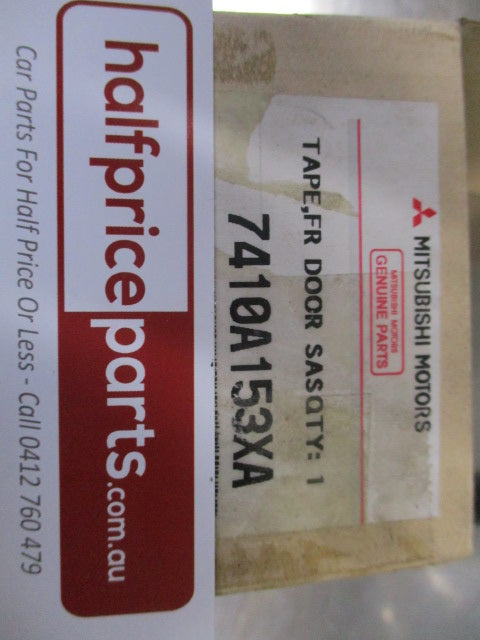 MITSUBISHI MOTORS
MITSUBISHI MOTORS
GENUINE PARTS
TAPE,FR DOOR SASQTY: 1
7410A153XA
halfpriceparts.com.au
Car Parts For Half Price Or Less - Call 0412 760 479